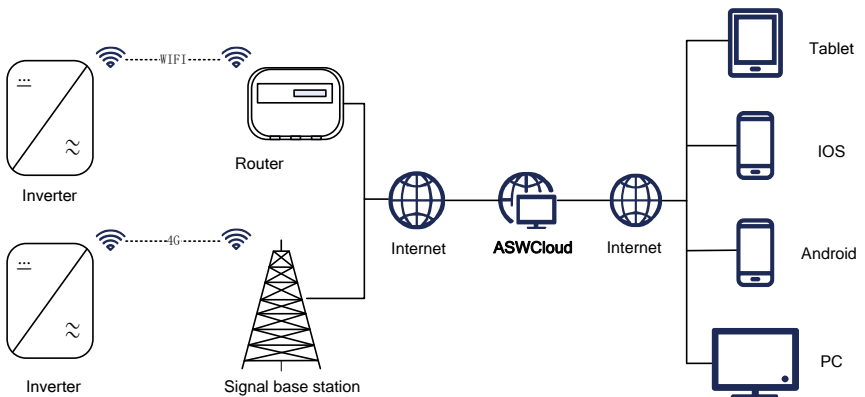 WIFI
Tablet
Router
IOS
Inverter
4G
Internet
ASWCloud
Internet
Android
Inverter
Signal base station
PC